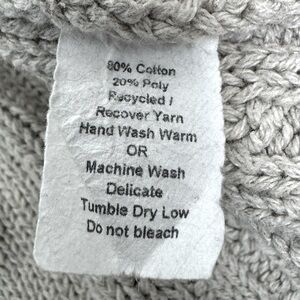 80% Cotton
20% Poly
Recycled /
Recover Yarn
Hand Wash Warm
OR
Machine Wash
Delicate
Tumble Dry Low
Do not bleach